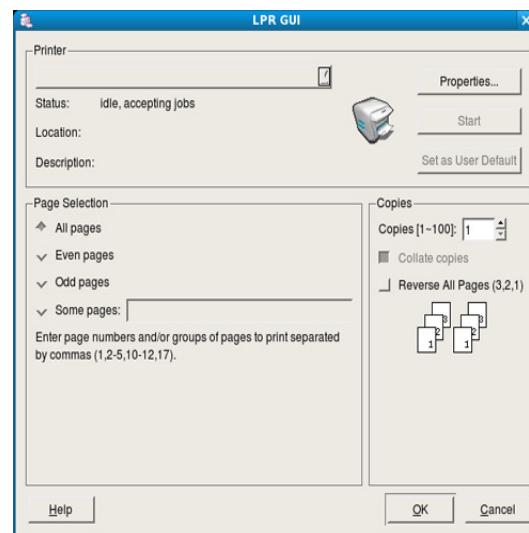 LPR GUI
Printer
Properties...
Status: idle, accepting jobs
Start
Location:
Description:
Set as User Default
Page Selection
All pages
Even pages
Odd pages
Some pages:
Enter page numbers and/or groups of pages to print separated
by commas (1,2-5,10-12,17).
Copies
Copies [1~100]: 1
Collate copies
Reverse All Pages (3,2,1)
3 3
2 2
1 1
Help
OK
Cancel